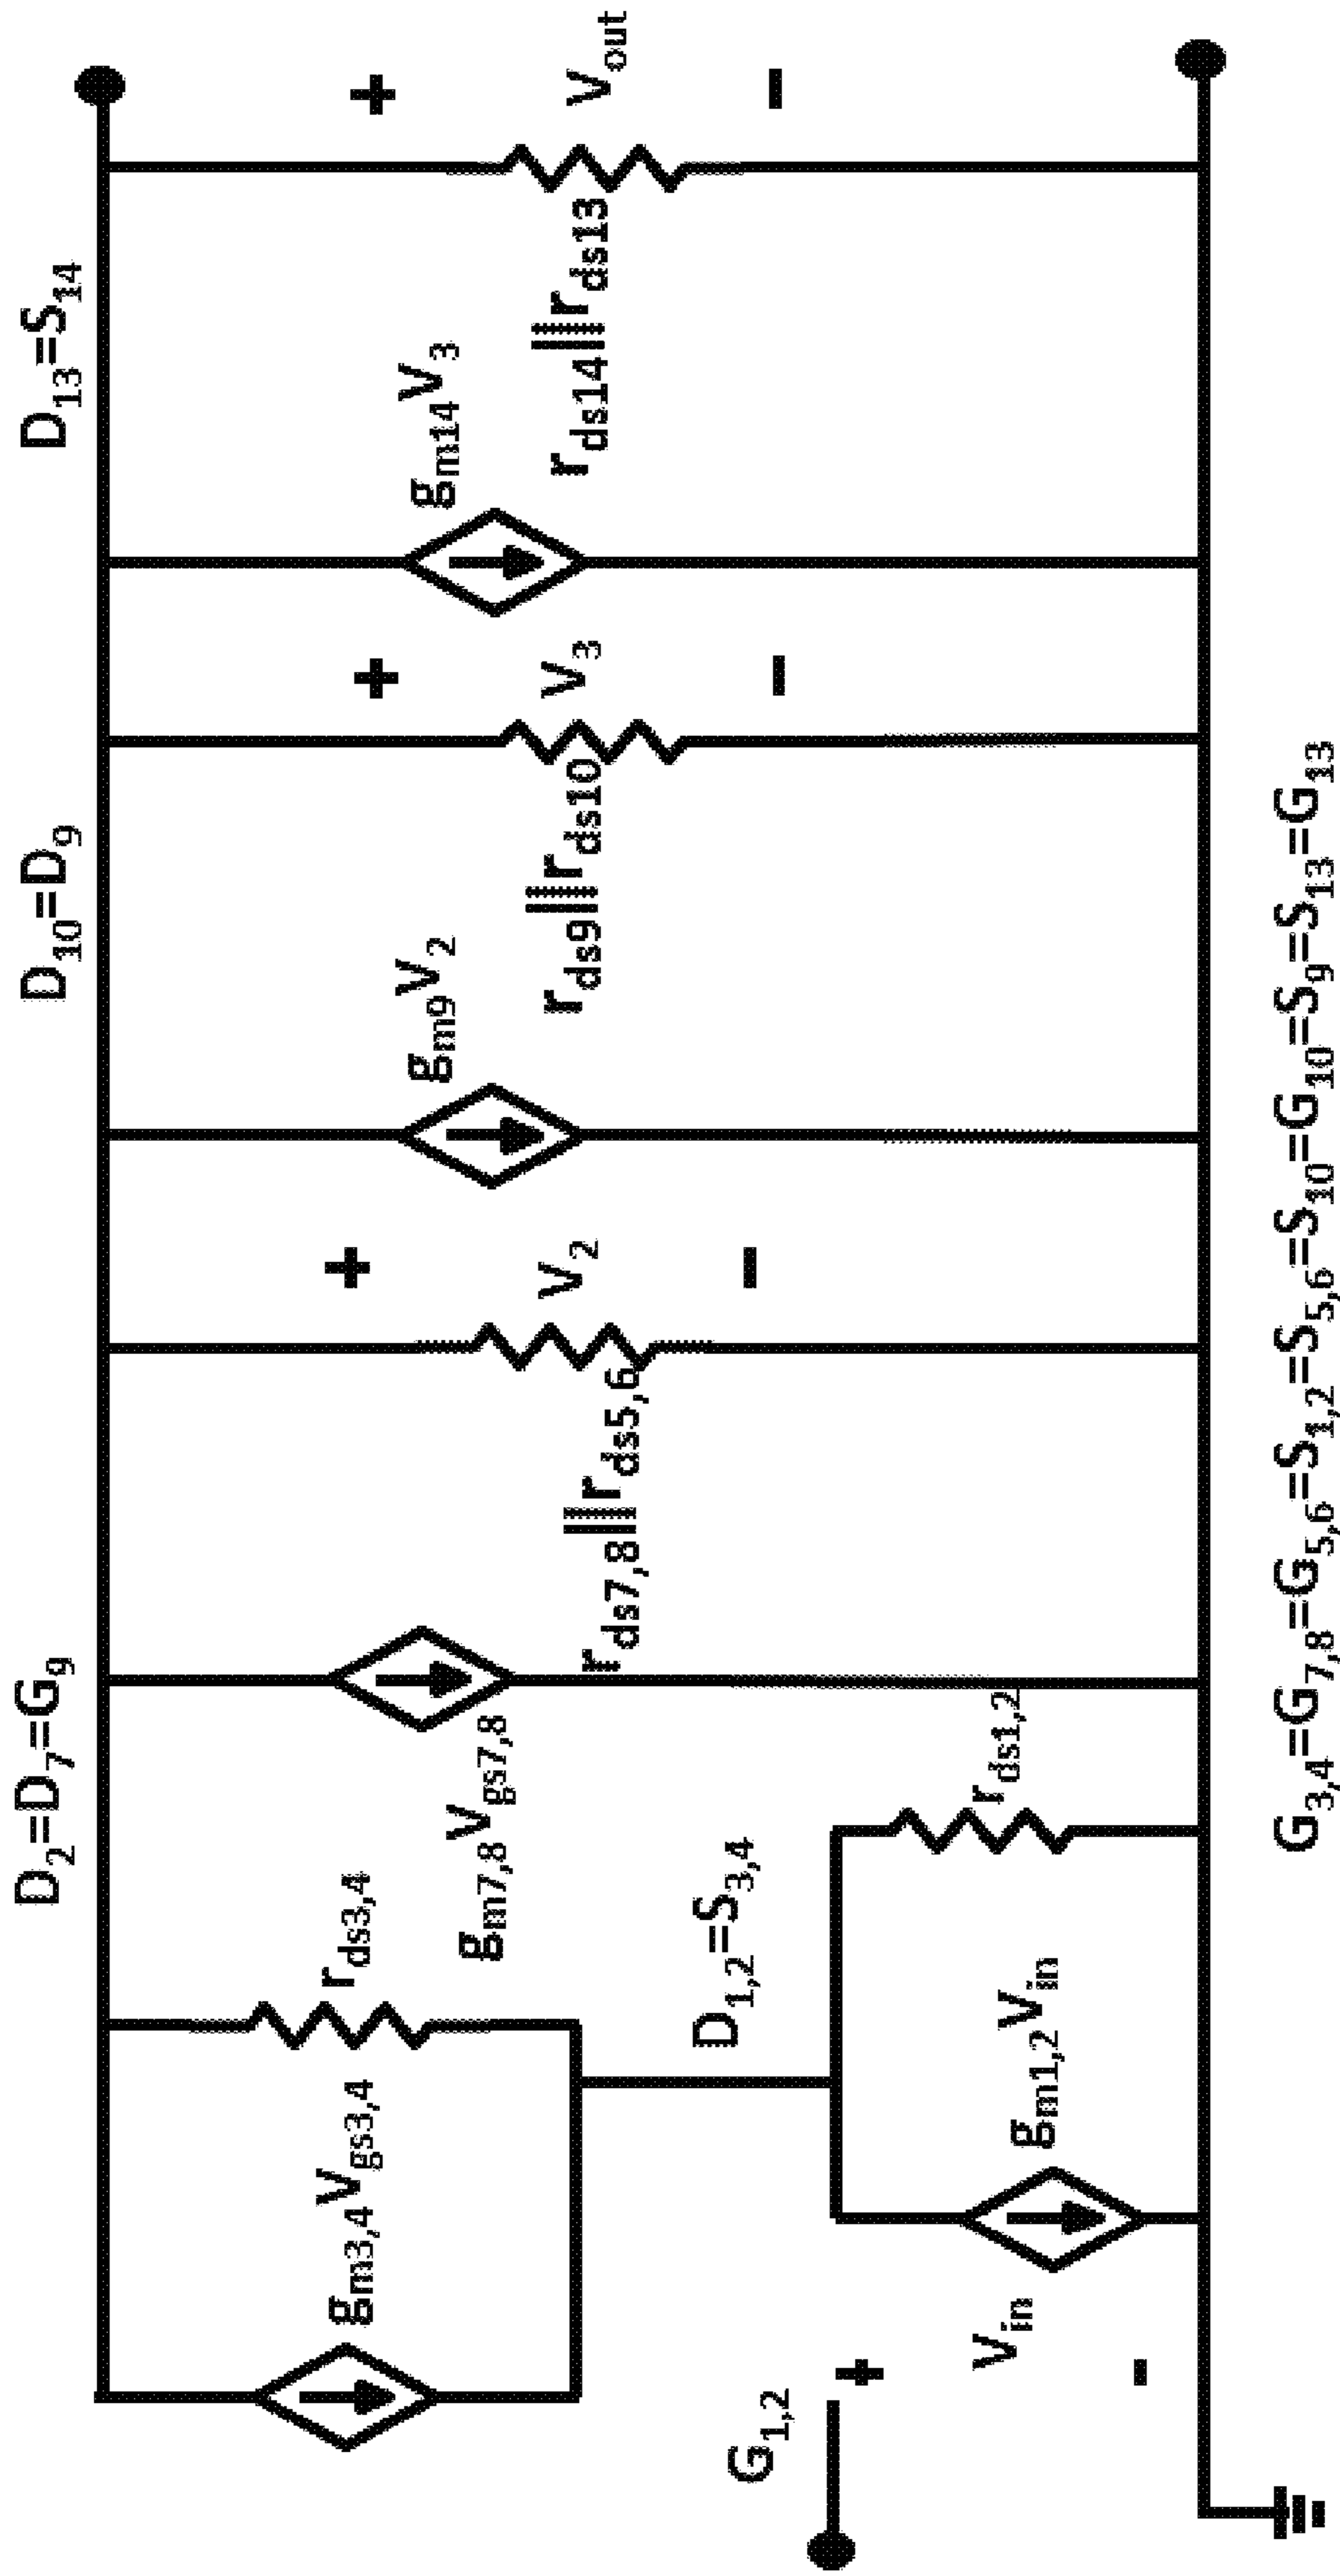 D2=D7=G9
D10=D9
D13=S14
gm3,4Vgs3,4
rds3,4
gm7,8Vgs7,8
rds7,8||rds5,6
+
V2
-
gm9V2
rds9||rds10
+
V3
-
gm14V3
rds14||rds13
+
Vout
-
D1,2=S3,4
G1,2
+
Vin
-
gm1,2Vin
rds1,2
G3,4=G7,8=G5,6=S1,2=S5,6=S10=G10=S9=S13=G13